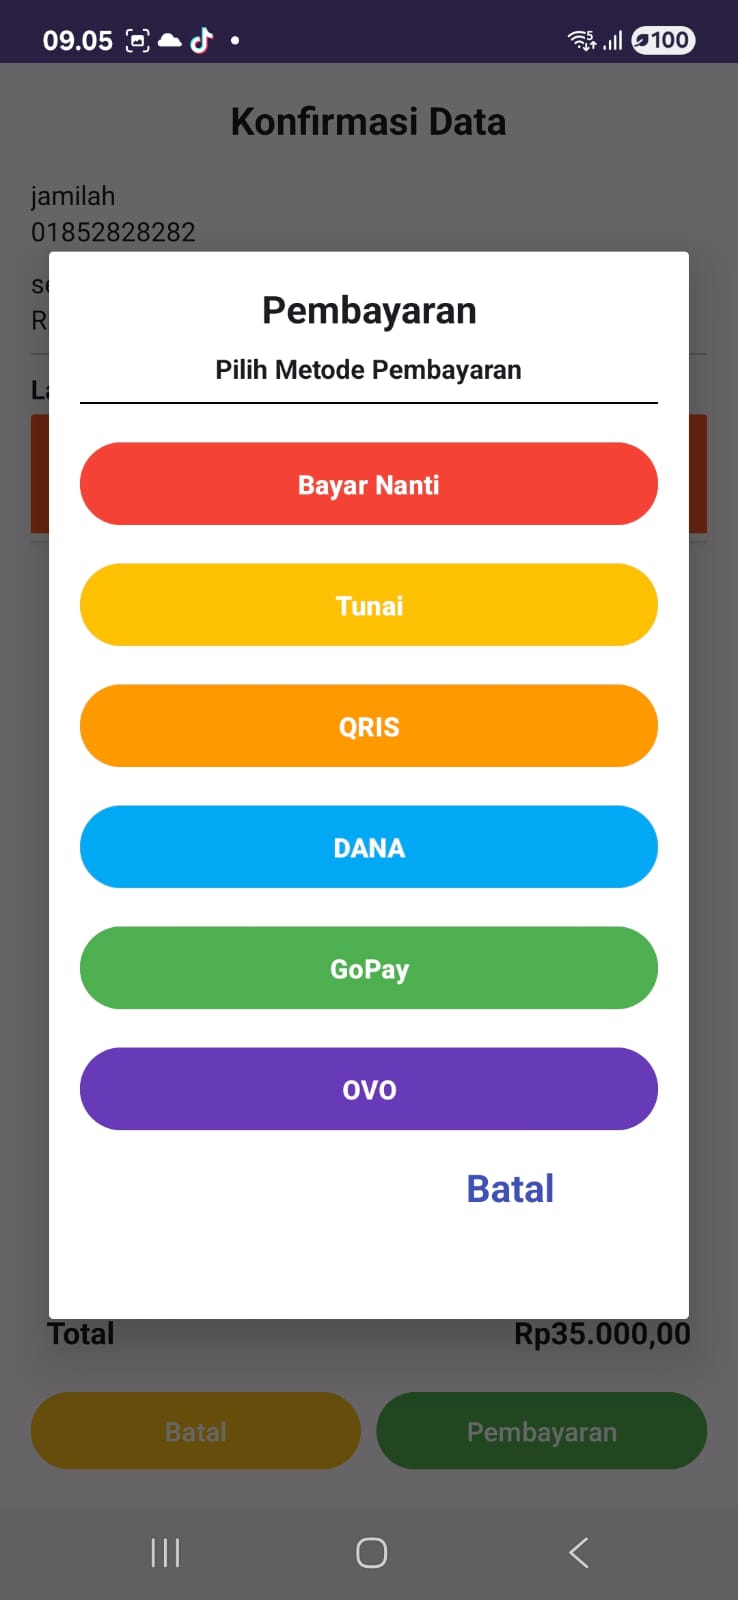 09.05
5 100
Konfirmasi Data
jamilah
01852828282
Pembayaran
Pilih Metode Pembayaran
Bayar Nanti
Tunai
QRIS
DANA
GoPay
OVO
Batal
Total Rp35.000,00
Batal Pembayaran